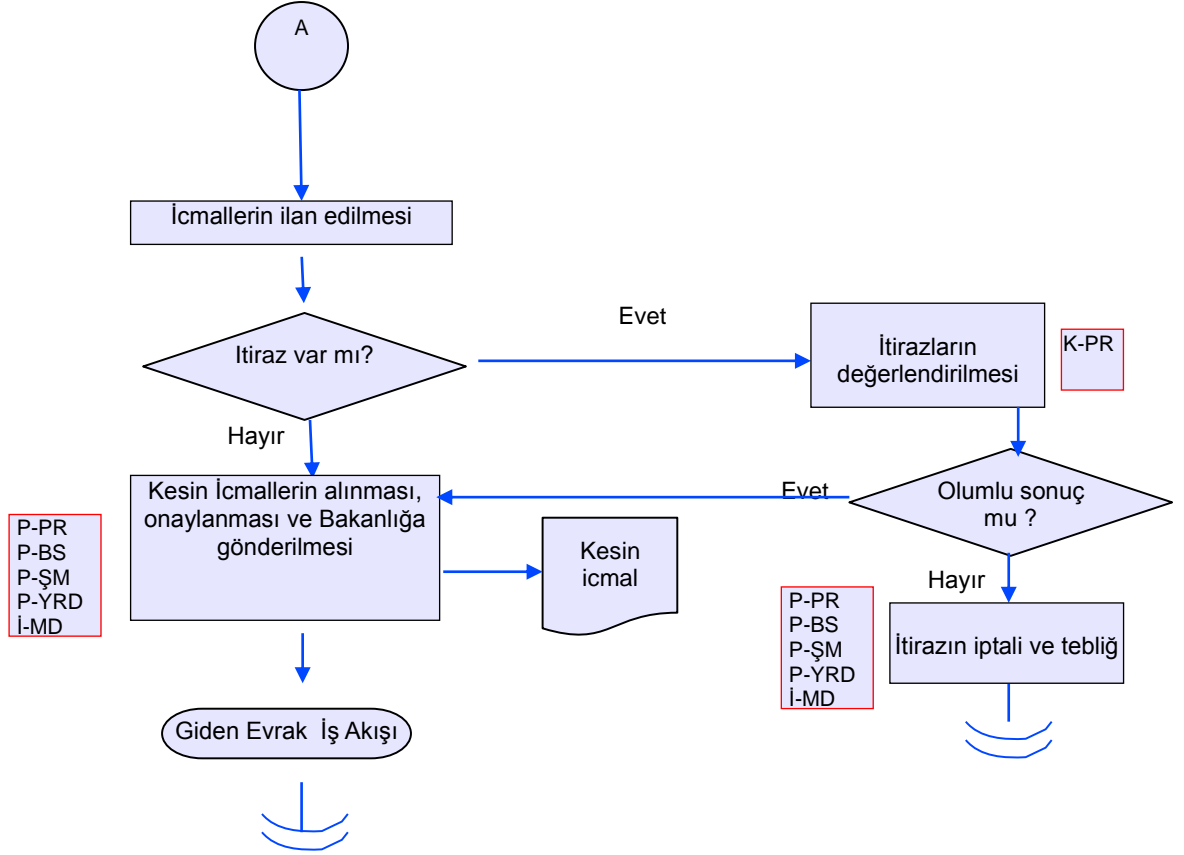 A
İcmallerin ilan edilmesi
Itiraz var mı?
Evet
İtirazların
değerlendirilmesi
K-PR
Hayır
Kesin İcmallerin alınması,
onaylanması ve Bakanlığa
gönderilmesi
P-PR
P-BS
P-ŞM
P-YRD
İ-MD
Kesin
icmal
Evet
Olumlu sonuç
mu ?
Hayır
P-PR
P-BS
P-ŞM
P-YRD
İ-MD
İtirazın iptali ve tebliğ
Giden Evrak İş Akışı